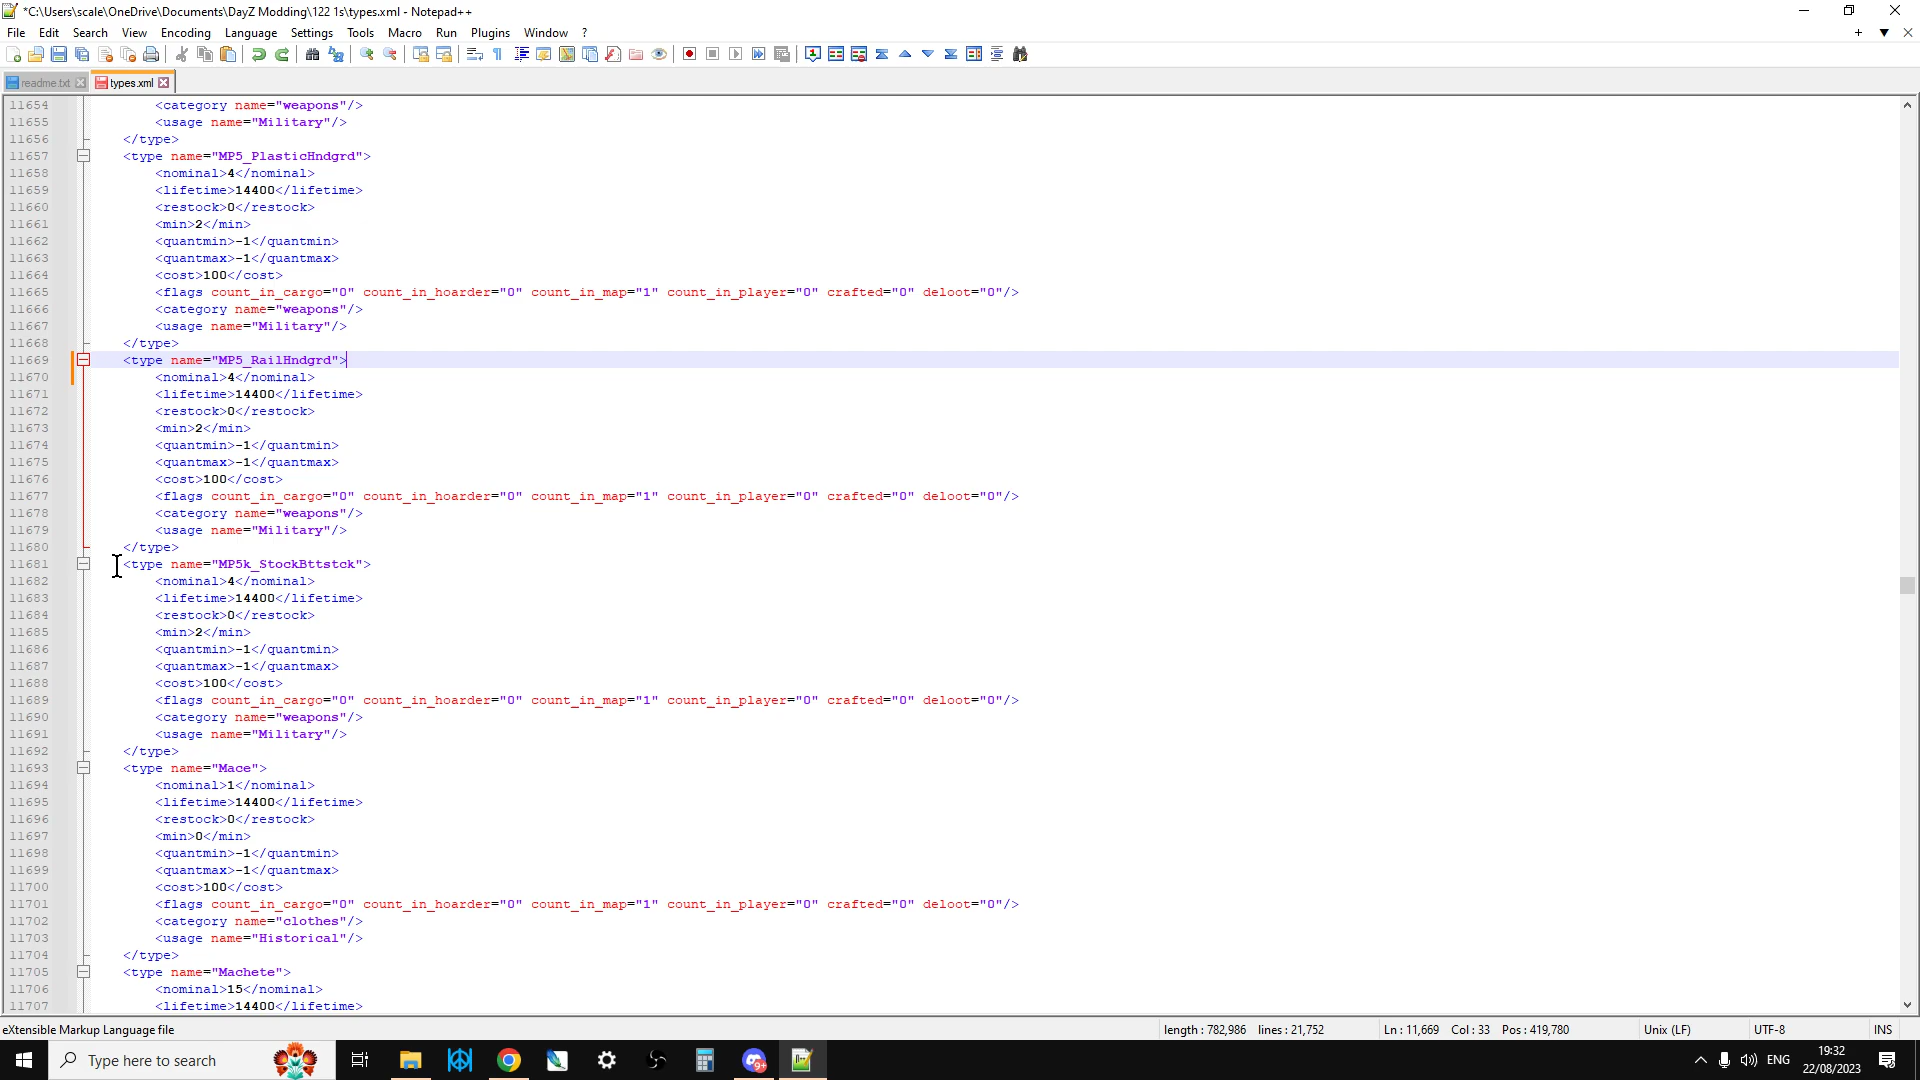 *C:\Users\scale\OneDrive\Documents\DayZ Modding\122 1s\types.xml - Notepad++
File Edit Search View Encoding Language Settings Tools Macro Run Plugins Window ?
readme.txt types.xml
11654 <category name="weapons"/>
11655 <usage name="Military"/>
11656 </type>
11657 <type name="MP5_PlasticHndgrd">
11658 <nominal>4</nominal>
11659 <lifetime>14400</lifetime>
11660 <restock>0</restock>
11661 <min>2</min>
11662 <quantmin>-1</quantmin>
11663 <quantmax>-1</quantmax>
11664 <cost>100</cost>
11665 <flags count_in_cargo="0" count_in_hoarder="0" count_in_map="1" count_in_player="0" crafted="0" deloot="0"/>
11666 <category name="weapons"/>
11667 <usage name="Military"/>
11668 </type>
11669 <type name="MP5_RailHndgrd">
11670 <nominal>4</nominal>
11671 <lifetime>14400</lifetime>
11672 <restock>0</restock>
11673 <min>2</min>
11674 <quantmin>-1</quantmin>
11675 <quantmax>-1</quantmax>
11676 <cost>100</cost>
11677 <flags count_in_cargo="0" count_in_hoarder="0" count_in_map="1" count_in_player="0" crafted="0" deloot="0"/>
11678 <category name="weapons"/>
11679 <usage name="Military"/>
11680 </type>
11681 <type name="MP5k_StockBttstck">
11682 <nominal>4</nominal>
11683 <lifetime>14400</lifetime>
11684 <restock>0</restock>
11685 <min>2</min>
11686 <quantmin>-1</quantmin>
11687 <quantmax>-1</quantmax>
11688 <cost>100</cost>
11689 <flags count_in_cargo="0" count_in_hoarder="0" count_in_map="1" count_in_player="0" crafted="0" deloot="0"/>
11690 <category name="weapons"/>
11691 <usage name="Military"/>
11692 </type>
11693 <type name="Mace">
11694 <nominal>1</nominal>
11695 <lifetime>14400</lifetime>
11696 <restock>0</restock>
11697 <min>0</min>
11698 <quantmin>-1</quantmin>
11699 <quantmax>-1</quantmax>
11700 <cost>100</cost>
11701 <flags count_in_cargo="0" count_in_hoarder="0" count_in_map="1" count_in_player="0" crafted="0" deloot="0"/>
11702 <category name="clothes"/>
11703 <usage name="Historical"/>
11704 </type>
11705 <type name="Machete">
11706 <nominal>15</nominal>
11707 <lifetime>14400</lifetime>
eXtensible Markup Language file length : 782,986 lines : 21,752 Ln : 11,669 Col : 33 Pos : 419,780 Unix (LF) UTF-8 INS
Type here to search 9+ ENG 19:32
22/08/2023